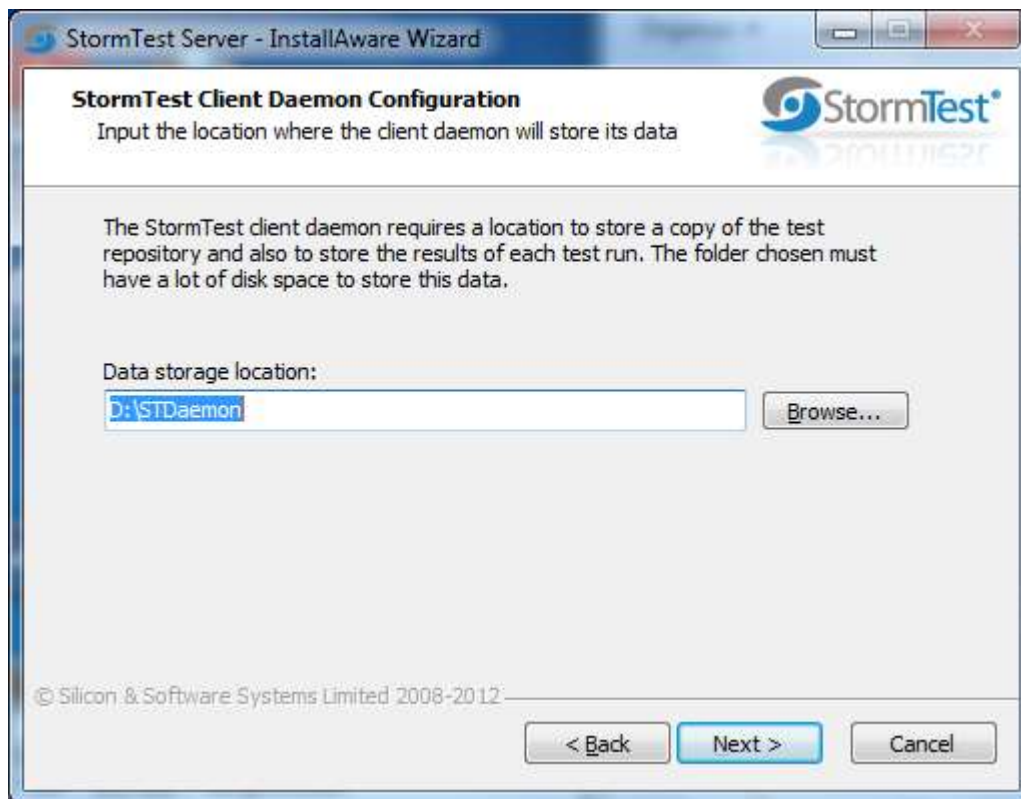 StormTest Server - InstallAware Wizard
StormTest Client Daemon Configuration
Input the location where the client daemon will store its data
StormTest®
The StormTest client daemon requires a location to store a copy of the test
repository and also to store the results of each test run. The folder chosen must
have a lot of disk space to store this data.
Data storage location:
D:\STDaemon
Browse...
© Silicon & Software Systems Limited 2008-2012
< Back
Next >
Cancel